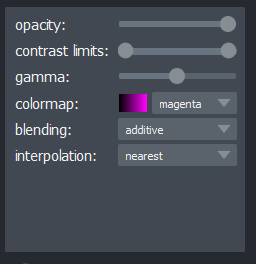 opacity:
contrast limits:
gamma:
colormap: magenta
blending: additive
interpolation: nearest